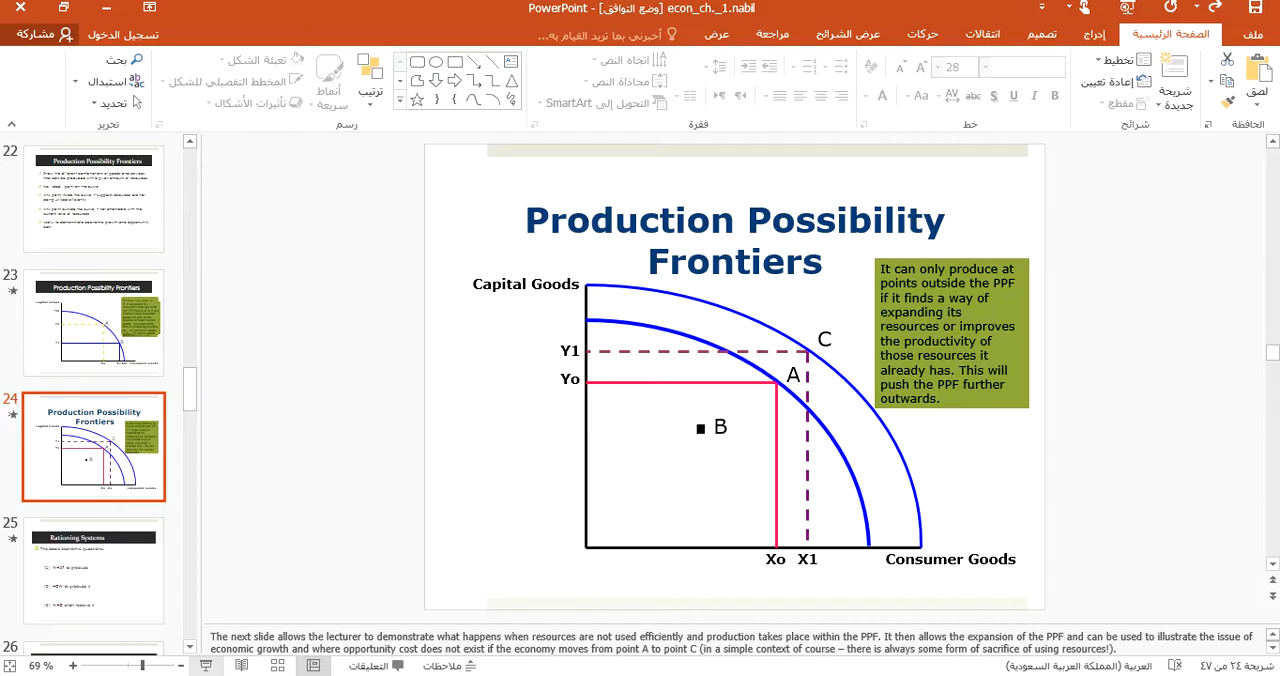 PowerPoint - [وضع التوافق] econ_ch._1.nabil
ملف
الصفحة الرئيسية
إدراج
تصميم
انتقالات
حركات
عرض الشرائح
مراجعة
عرض
أخبرني بما تريد القيام به...
تسجيل الدخول
مشاركة
لصق
الحافظة
شريحة
جديدة
تخطيط
إعادة تعيين
مقطع
شرائح
28
B I U S abc AV Aa A
خط
اتجاه النص
محاذاة النص
التحويل إلى SmartArt
فقرة
ترتيب
أنماط
سريعة
تعبئة الشكل
المخطط التفصيلي للشكل
تأثيرات الأشكال
رسم
بحث
استبدال
تحديد
تحرير
22
Production Possibility Frontiers
23
Production Possibility Frontiers
24
Production Possibility
Frontiers
25
Rationing Systems
26
Production Possibility
Frontiers
Capital Goods
Y1
Yo
C
A
B
Xo X1
Consumer Goods
It can only produce at
points outside the PPF
if it finds a way of
expanding its
resources or improves
the productivity of
those resources it
already has. This will
push the PPF further
outwards.
The next slide allows the lecturer to demonstrate what happens when resources are not used efficiently and production takes place within the PPF. It then allows the expansion of the PPF and can be used to illustrate the issue of
economic growth and where opportunity cost does not exist if the economy moves from point A to point C (in a simple context of course – there is always some form of sacrifice of using resources!).
شريحة ٢٤ من ٤٧
العربية (المملكة العربية السعودية)
ملاحظات
التعليقات
69 %